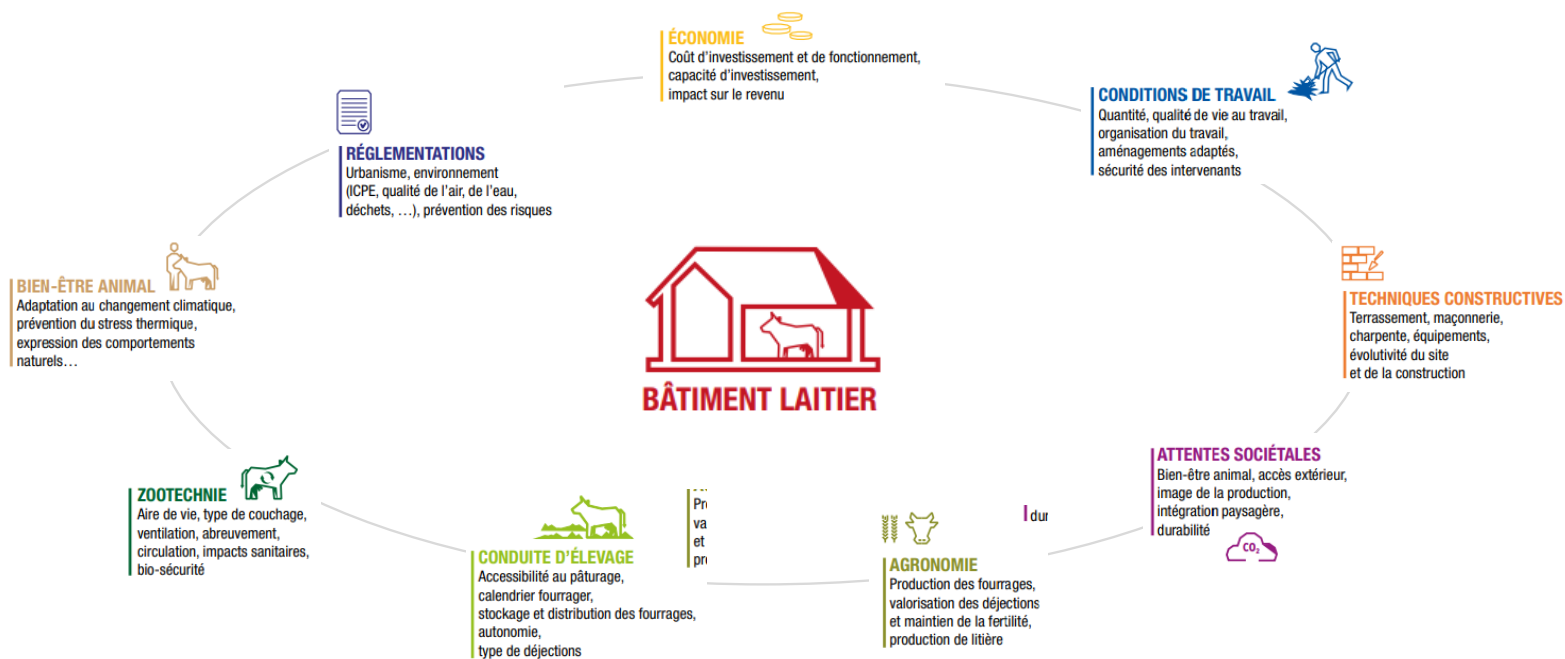 ÉCONOMIE
Coût d'investissement et de fonctionnement,
capacité d'investissement,
impact sur le revenu
CONDITIONS DE TRAVAIL
Quantité, qualité de vie au travail,
organisation du travail,
aménagements adaptés,
sécurité des intervenants
RÉGLEMENTATIONS
Urbanisme, environnement
(ICPE, qualité de l'air, de l'eau,
déchets, …), prévention des risques
BIEN-ÊTRE ANIMAL
Adaptation au changement climatique,
prévention du stress thermique,
expression des comportements
naturels…
TECHNIQUES CONSTRUCTIVES
Terrassement, maçonnerie,
charpente, équipements,
évolutivité du site
et de la construction
BÂTIMENT LAITIER
ATTENTES SOCIÉTALES
Bien-être animal, accès extérieur,
image de la production,
intégration paysagère,
durabilité
CO₂
ZOOTECHNIE
Aire de vie, type de couchage,
ventilation, abreuvement,
circulation, impacts sanitaires,
bio-sécurité
CONDUITE D'ÉLEVAGE
Accessibilité au pâturage,
calendrier fourrager,
stockage et distribution des fourrages,
autonomie,
type de déjections
va
et
dur
AGRONOMIE
Production des fourrages,
valorisation des déjections
et maintien de la fertilité,
production de litière